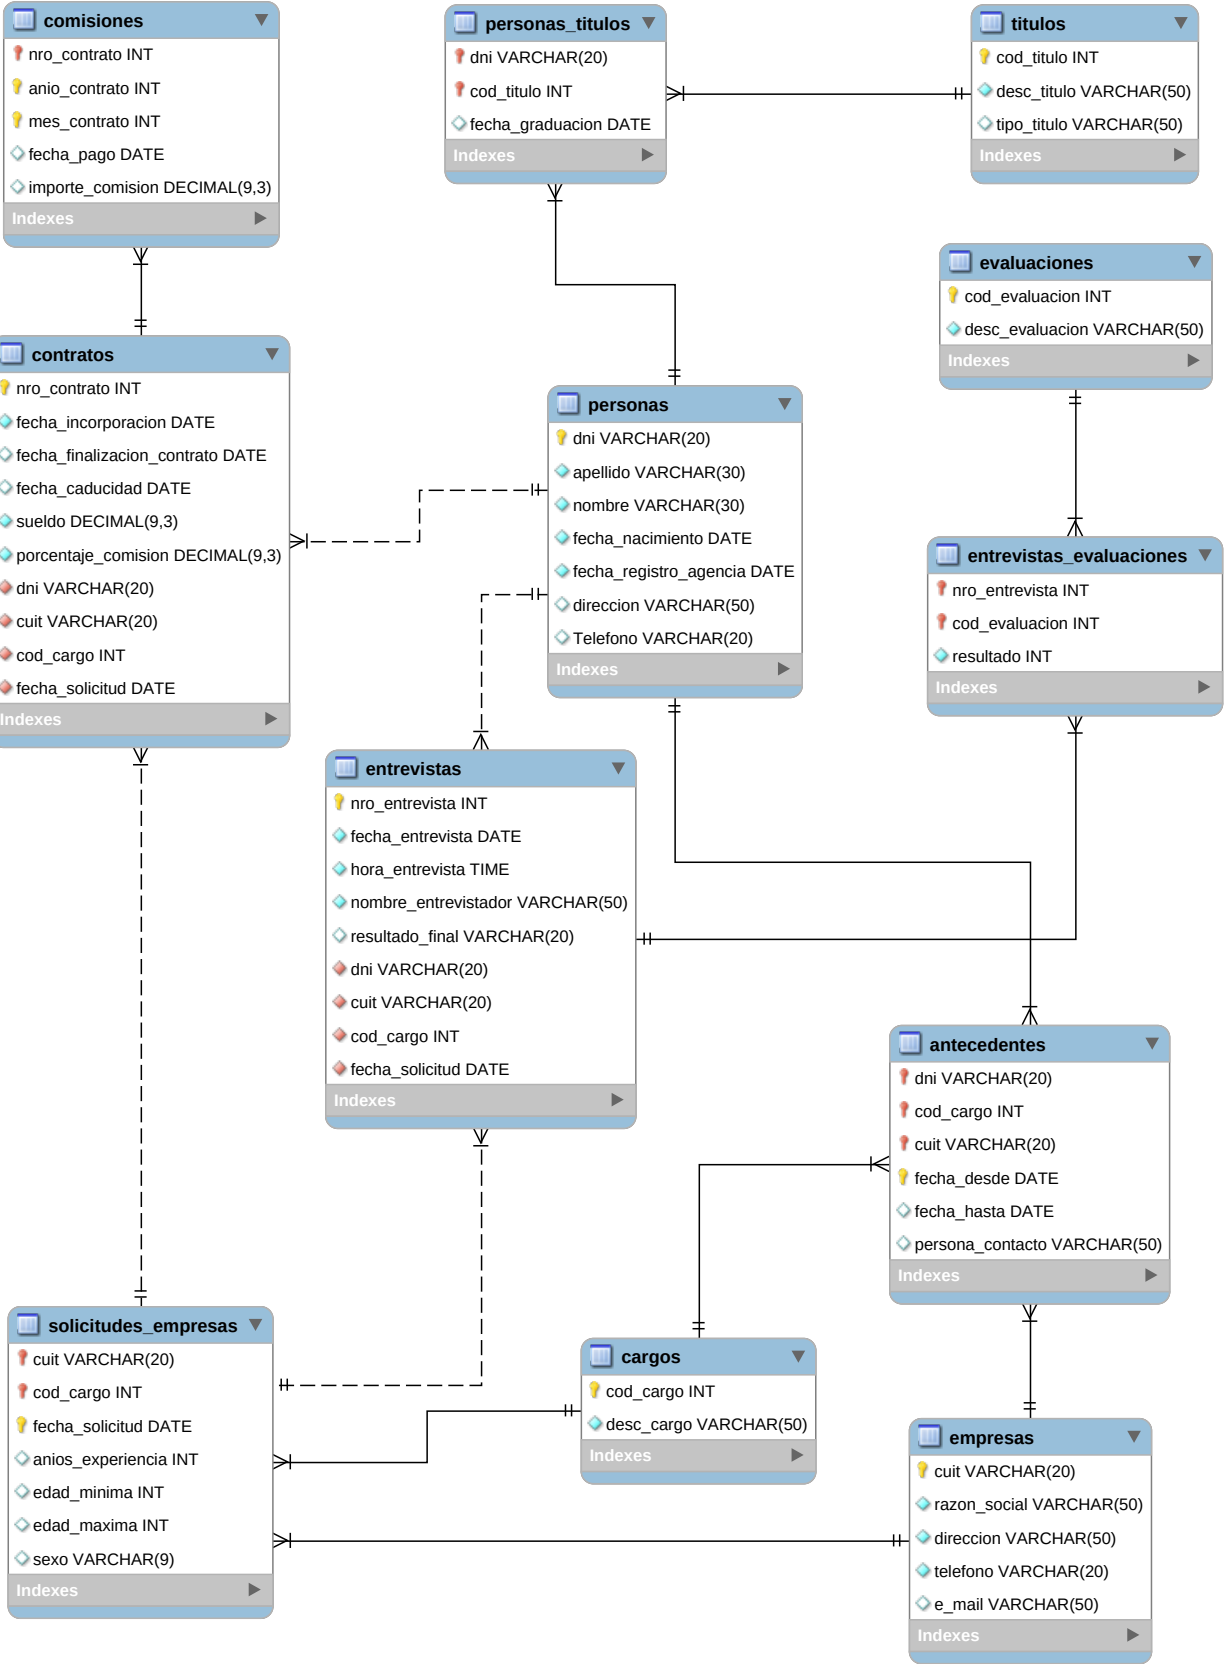 comisiones
nro_contrato INT
anio_contrato INT
mes_contrato INT
fecha_pago DATE
importe_comision DECIMAL(9,3)
Indexes
personas_titulos
dni VARCHAR(20)
cod_titulo INT
fecha_graduacion DATE
Indexes
titulos
cod_titulo INT
desc_titulo VARCHAR(50)
tipo_titulo VARCHAR(50)
Indexes
evaluaciones
cod_evaluacion INT
desc_evaluacion VARCHAR(50)
Indexes
contratos
nro_contrato INT
fecha_incorporacion DATE
fecha_finalizacion_contrato DATE
fecha_caducidad DATE
sueldo DECIMAL(9,3)
porcentaje_comision DECIMAL(9,3)
dni VARCHAR(20)
cuit VARCHAR(20)
cod_cargo INT
fecha_solicitud DATE
Indexes
personas
dni VARCHAR(20)
apellido VARCHAR(30)
nombre VARCHAR(30)
fecha_nacimiento DATE
fecha_registro_agencia DATE
direccion VARCHAR(50)
Telefono VARCHAR(20)
Indexes
entrevistas_evaluaciones
nro_entrevista INT
cod_evaluacion INT
resultado INT
Indexes
entrevistas
nro_entrevista INT
fecha_entrevista DATE
hora_entrevista TIME
nombre_entrevistador VARCHAR(50)
resultado_final VARCHAR(20)
dni VARCHAR(20)
cuit VARCHAR(20)
cod_cargo INT
fecha_solicitud DATE
Indexes
antecedentes
dni VARCHAR(20)
cod_cargo INT
cuit VARCHAR(20)
fecha_desde DATE
fecha_hasta DATE
persona_contacto VARCHAR(50)
Indexes
solicitudes_empresas
cuit VARCHAR(20)
cod_cargo INT
fecha_solicitud DATE
anios_experiencia INT
edad_minima INT
edad_maxima INT
sexo VARCHAR(9)
Indexes
cargos
cod_cargo INT
desc_cargo VARCHAR(50)
Indexes
empresas
cuit VARCHAR(20)
razon_social VARCHAR(50)
direccion VARCHAR(50)
telefono VARCHAR(20)
e_mail VARCHAR(50)
Indexes